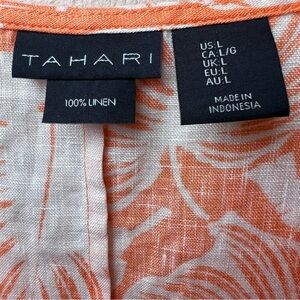 TAHARI
100% LINEN
US:L
CA:L/G
UK:L
EU:L
AU:L
MADE IN
INDONESIA